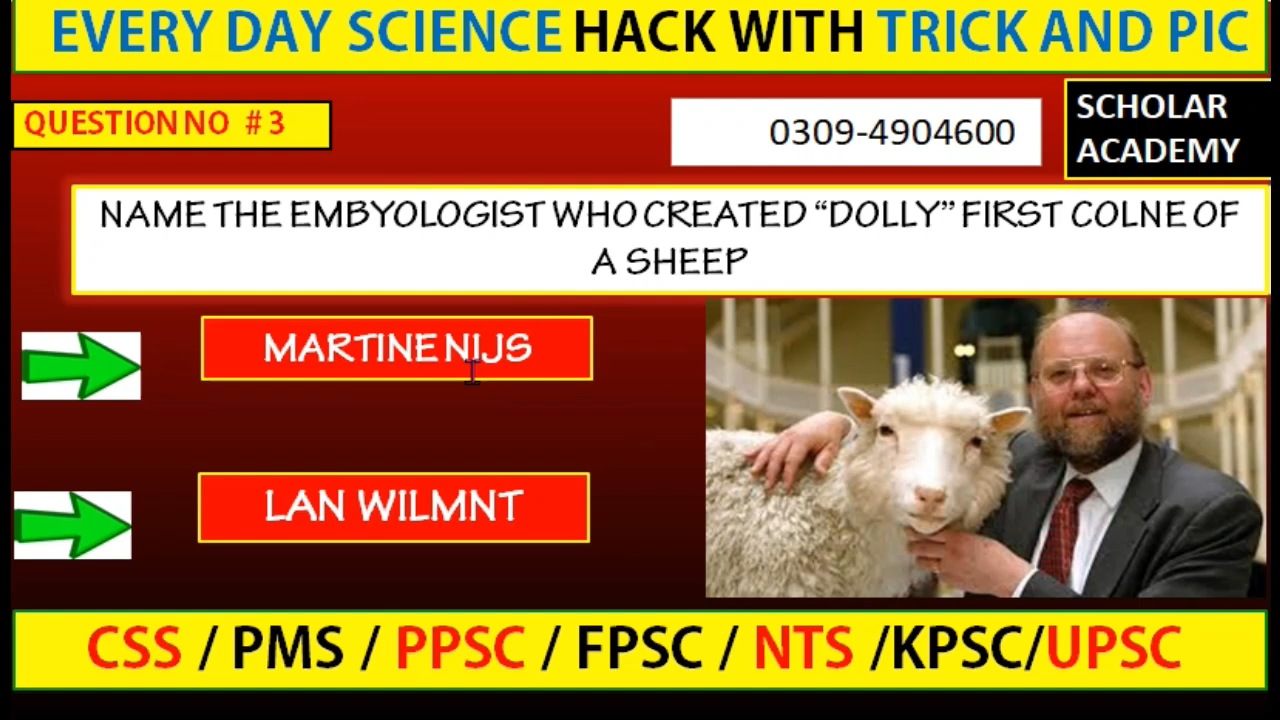 EVERY DAY SCIENCE HACK WITH TRICK AND PIC
QUESTION NO # 3
0309-4904600
SCHOLAR
ACADEMY
NAME THE EMBYOLOGIST WHO CREATED “DOLLY” FIRST COLNE OF
A SHEEP
MARTINE NIJS
LAN WILMNT
CSS / PMS / PPSC / FPSC / NTS /KPSC/UPSC